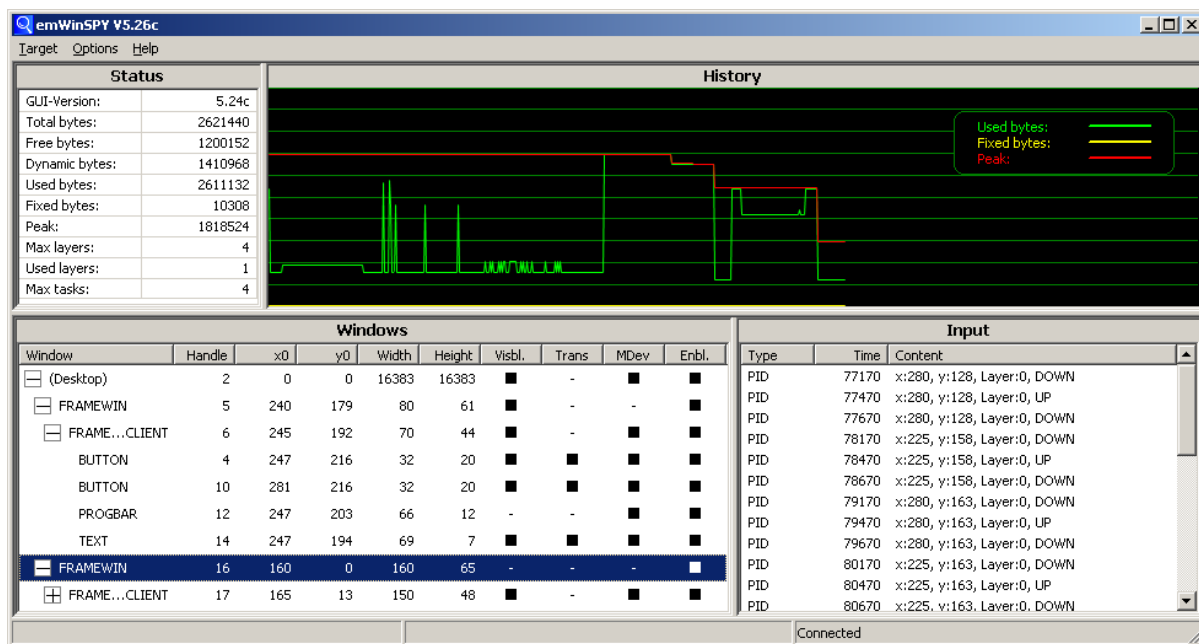 emWinSPY V5.26c
Target Options Help
Status
GUI-Version: 5.24c
Total bytes: 2621440
Free bytes: 1200152
Dynamic bytes: 1410968
Used bytes: 2611132
Fixed bytes: 10308
Peak: 1818524
Max layers: 4
Used layers: 1
Max tasks: 4
History
Used bytes:
Fixed bytes:
Peak:
Windows
Window Handle x0 y0 Width Height Visbl. Trans MDev Enbl.
(Desktop) 2 0 0 16383 16383 -
FRAMEWIN 5 240 179 80 61 - -
FRAME...CLIENT 6 245 192 70 44 -
BUTTON 4 247 216 32 20
BUTTON 10 281 216 32 20
PROGBAR 12 247 203 66 12 - -
TEXT 14 247 194 69 7
FRAMEWIN 16 160 0 160 65 - - -
FRAME...CLIENT 17 165 13 150 48 -
Input
Type Time Content
PID 77170 x:280, y:128, Layer:0, DOWN
PID 77470 x:280, y:128, Layer:0, UP
PID 77670 x:280, y:128, Layer:0, DOWN
PID 78170 x:225, y:158, Layer:0, DOWN
PID 78470 x:225, y:158, Layer:0, UP
PID 78670 x:225, y:158, Layer:0, DOWN
PID 79170 x:280, y:163, Layer:0, DOWN
PID 79470 x:280, y:163, Layer:0, UP
PID 79670 x:280, y:163, Layer:0, DOWN
PID 80170 x:225, y:163, Layer:0, DOWN
PID 80470 x:225, y:163, Layer:0, UP
PID 80670 x:225, y:163, Layer:0, DOWN
Connected